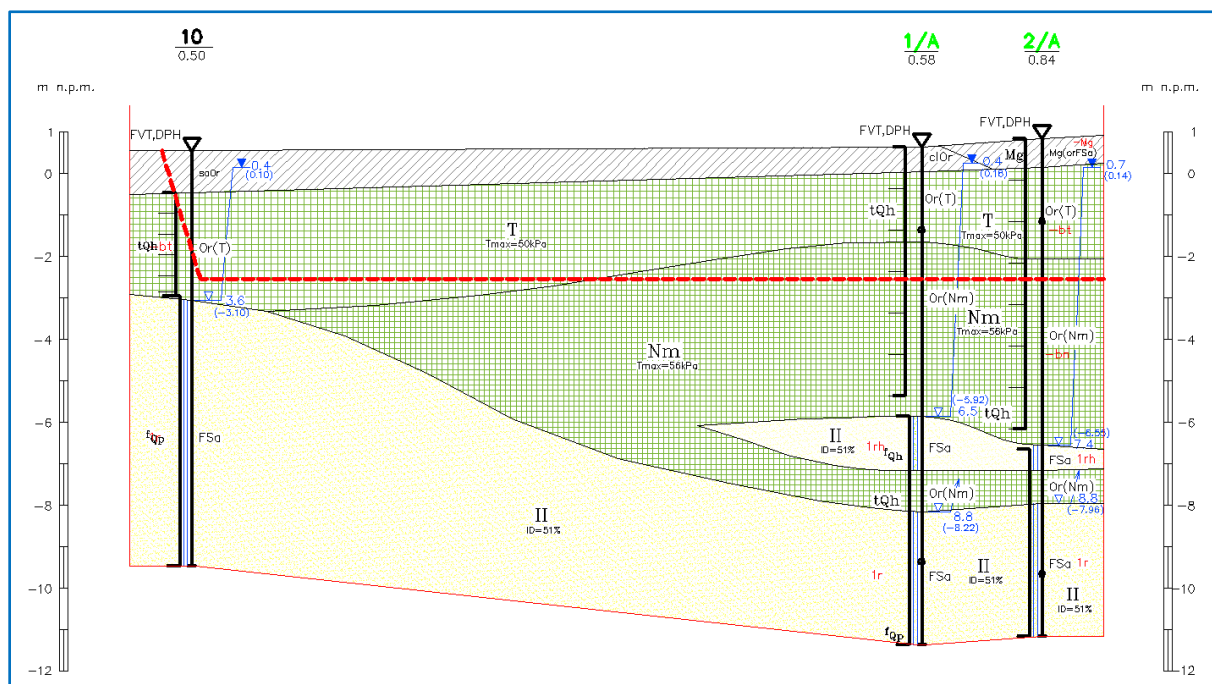 10
0.50
1/A
0.58
2/A
0.84
m n.p.m.
m n.p.m.
FVT,DPH
FVT,DPH
FVT,DPH
1
0
−2
−4
−6
−8
−10
−12
1
0
−2
−4
−6
−8
−10
−12
saOr
0.4
(0.10)
clOr
0.4
(0.16)
Mg
−Mg
Mg(orFSa)
0.7
(0.14)
tQh
bt
Or(T)
T
Tmax=50kPa
tQh
Or(T)
T
Tmax=50kPa
Or(T)
−bt
3.6
(−3.10)
Or(Nm)
Nm
Tmax=56kPa
Nm
Tmax=56kPa
Or(Nm)
−bn
(−5.92)
6.5
tQh
(−6.56)
7.4
fQp
FSa
II
ID=51%
1rh
fQh
FSa
FSa
1rh
tQh
Or(Nm)
8.8
(−8.22)
Or(Nm)
8.8
(−7.96)
II
ID=51%
1r
FSa
II
ID=51%
FSa
1r
II
ID=51%
fQp